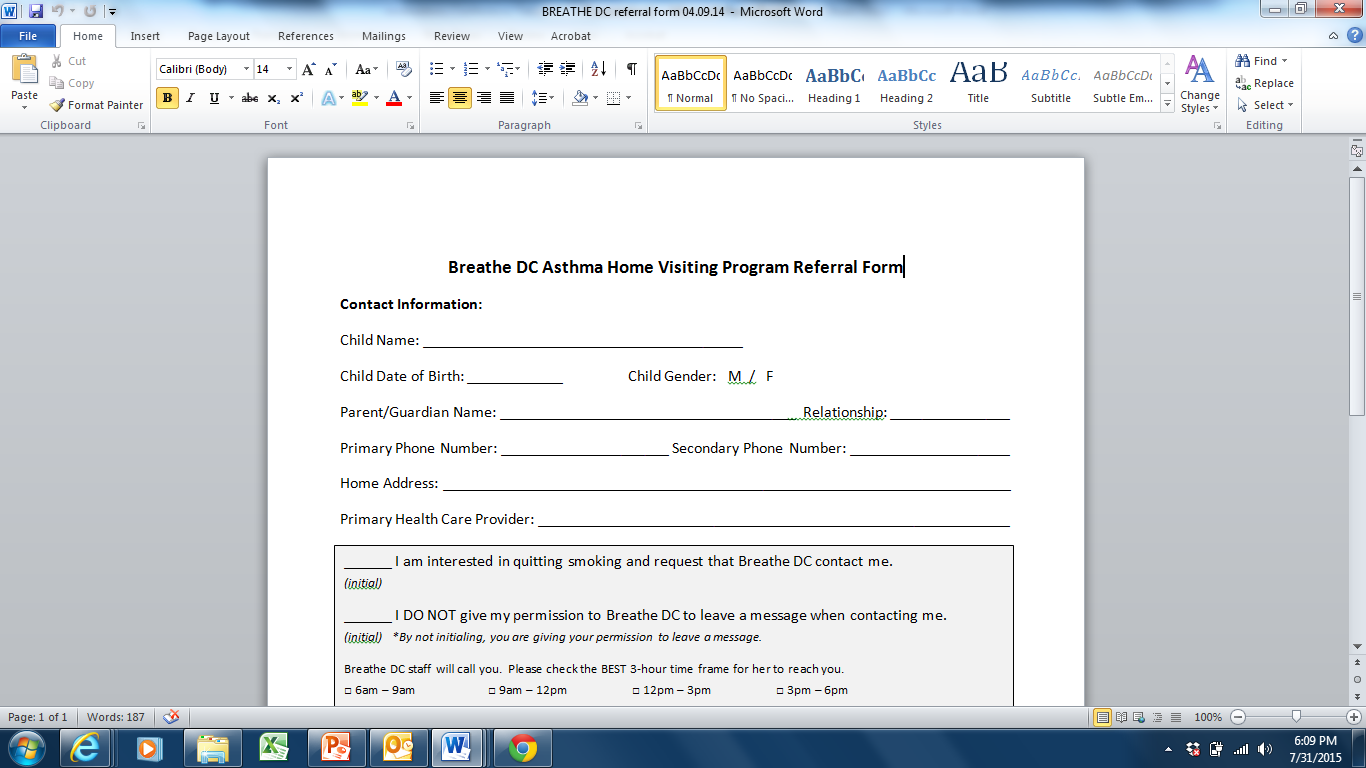 BREATHE DC referral form 04.09.14 - Microsoft Word
File Home Insert Page Layout References Mailings Review View Acrobat
Paste
Cut
Copy
Format Painter
Clipboard
Calibri (Body) 14
Font
Paragraph
AaBbCcDc AaBbCcDc AaBbCc AaBbCc AaB AaBbCc. AaBbCcDc
¶ Normal ¶ No Spaci... Heading 1 Heading 2 Title Subtitle Subtle Em...
Change Styles
Styles
Find
Replace
Select
Editing
Breathe DC Asthma Home Visiting Program Referral Form
Contact Information:
Child Name: ________________________________________
Child Date of Birth: ____________ Child Gender: M / F
Parent/Guardian Name: _____________________________________ Relationship: _______________
Primary Phone Number: _____________________ Secondary Phone Number: ____________________
Home Address: _______________________________________________________________________
Primary Health Care Provider: ___________________________________________________________
______ I am interested in quitting smoking and request that Breathe DC contact me.
(initial)
______ I DO NOT give my permission to Breathe DC to leave a message when contacting me.
(initial) *By not initialing, you are giving your permission to leave a message.
Breathe DC staff will call you. Please check the BEST 3-hour time frame for her to reach you.
□ 6am – 9am □ 9am – 12pm □ 12pm – 3pm □ 3pm – 6pm
Page: 1 of 1 Words: 187 100%
6:09 PM
7/31/2015